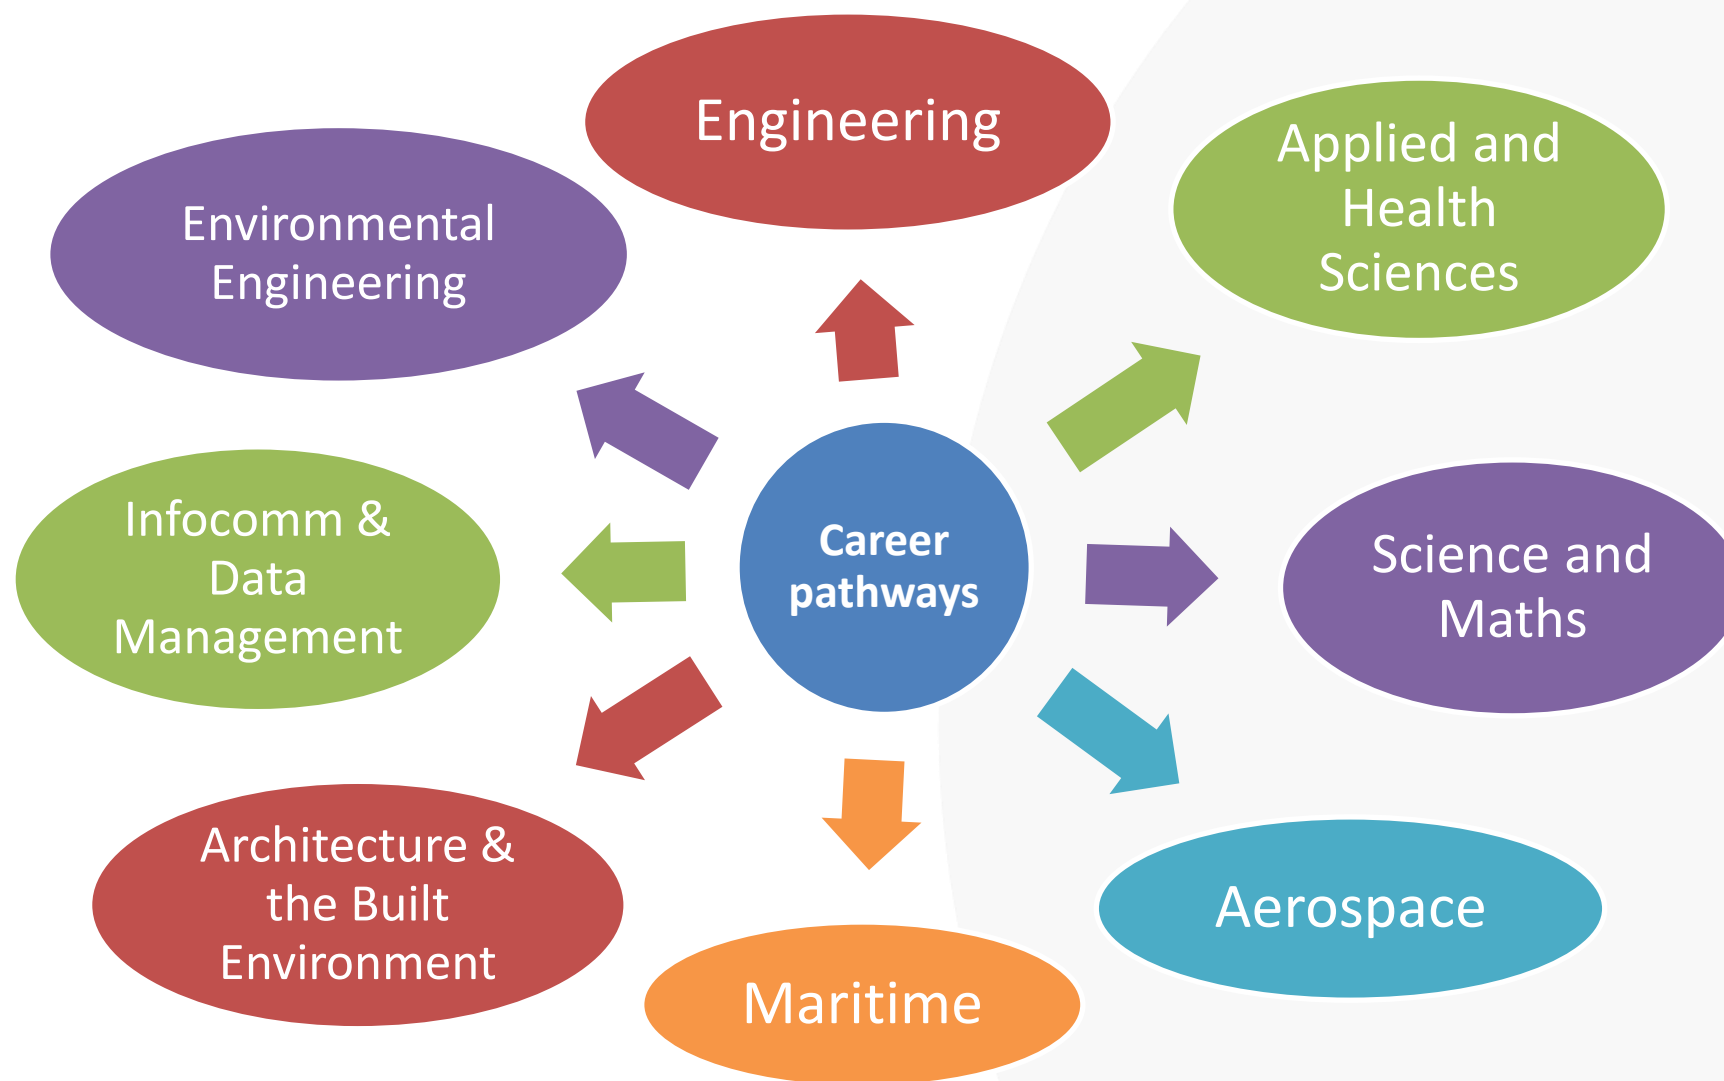 Engineering
Applied and
Health
Sciences
Environmental
Engineering
Infocomm &
Data
Management
Career
pathways
Science and
Maths
Architecture &
the Built
Environment
Aerospace
Maritime